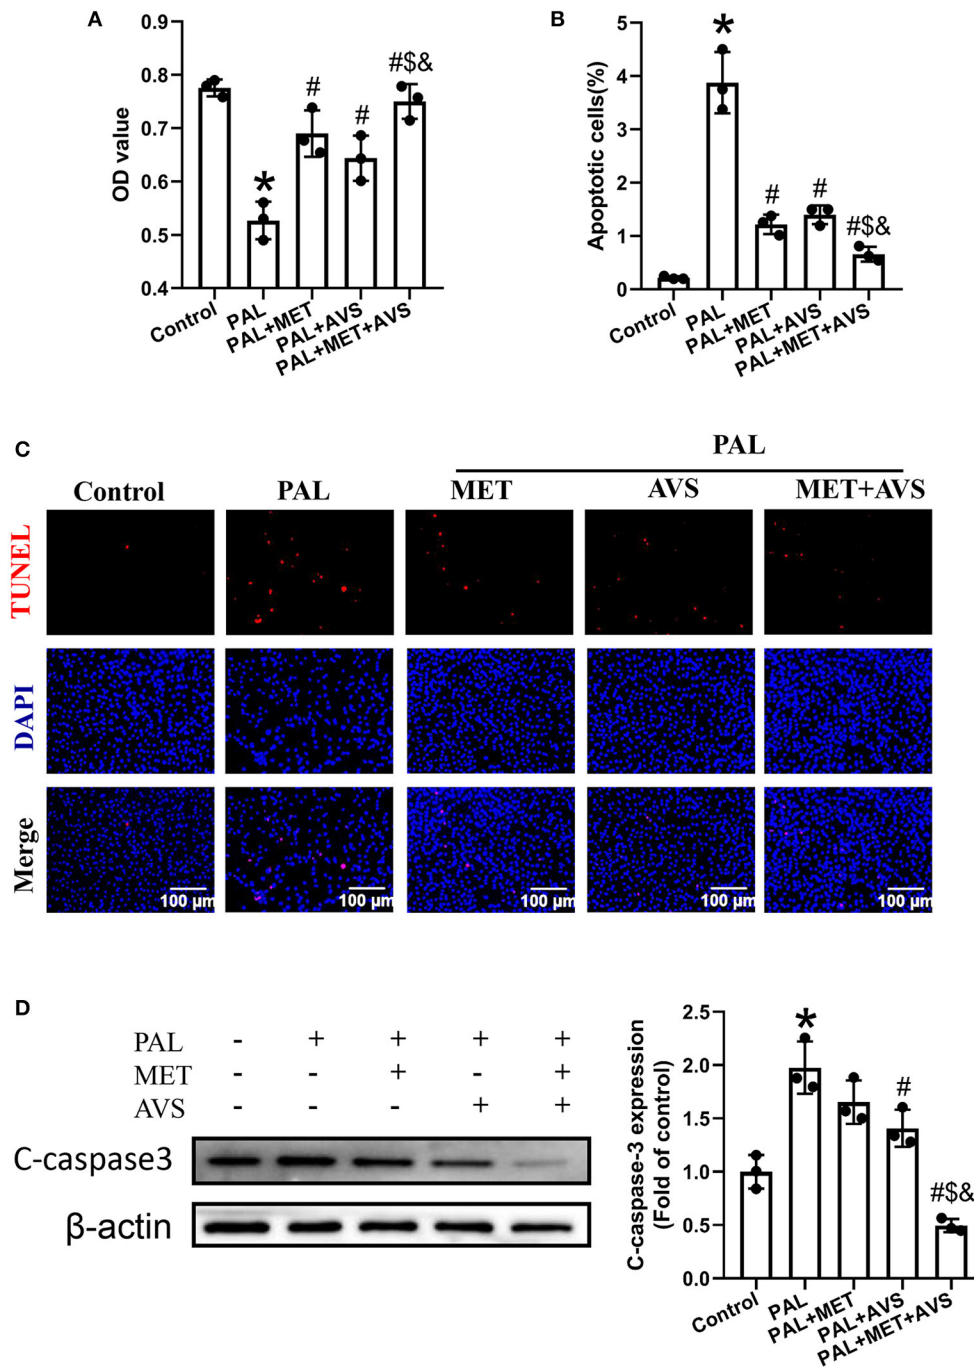 A
OD value
0.9
0.8
0.7
0.6
0.5
0.4
*
#
#
#$&
Control
PAL
PAL+MET
PAL+AVS
PAL+MET+AVS
B
Apoptotic cells(%)
5
4
3
2
1
0
*
#
#
#$&
Control
PAL
PAL+MET
PAL+AVS
PAL+MET+AVS
C
PAL
Control PAL MET AVS MET+AVS
TUNEL
DAPI
Merge
100 µm 100 µm 100 µm 100 µm 100 µm
D
PAL - + + + +
MET - - + - +
AVS - - - + +
C-caspase3
β-actin
C-caspase-3 expression
(Fold of control)
2.5
2.0
1.5
1.0
0.5
0.0
*
#
#$&
Control
PAL
PAL+MET
PAL+AVS
PAL+MET+AVS